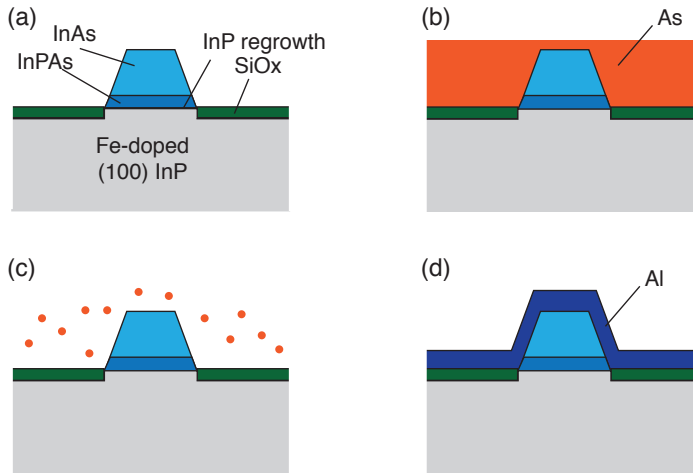 (a)
InAs
InPAs
InP regrowth
SiOx
Fe-doped
(100) InP
(b)
As
(c)
(d)
Al